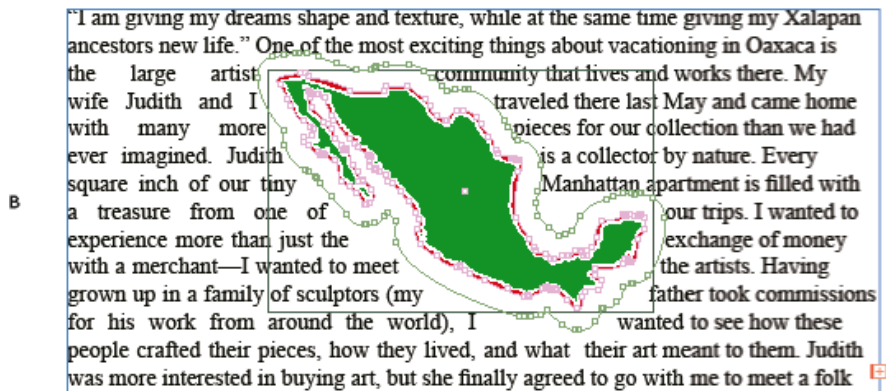 “I am giving my dreams shape and texture, while at the same time giving my Xalapan
ancestors new life.” One of the most exciting things about vacationing in Oaxaca is
the large artist community that lives and works there. My
wife Judith and I traveled there last May and came home
with many more pieces for our collection than we had
ever imagined. Judith is a collector by nature. Every
square inch of our tiny Manhattan apartment is filled with
B
a treasure from one of our trips. I wanted to
experience more than just the exchange of money
with a merchant—I wanted to meet the artists. Having
grown up in a family of sculptors (my father took commissions
for his work from around the world), I wanted to see how these
people crafted their pieces, how they lived, and what their art meant to them. Judith
was more interested in buying art, but she finally agreed to go with me to meet a folk